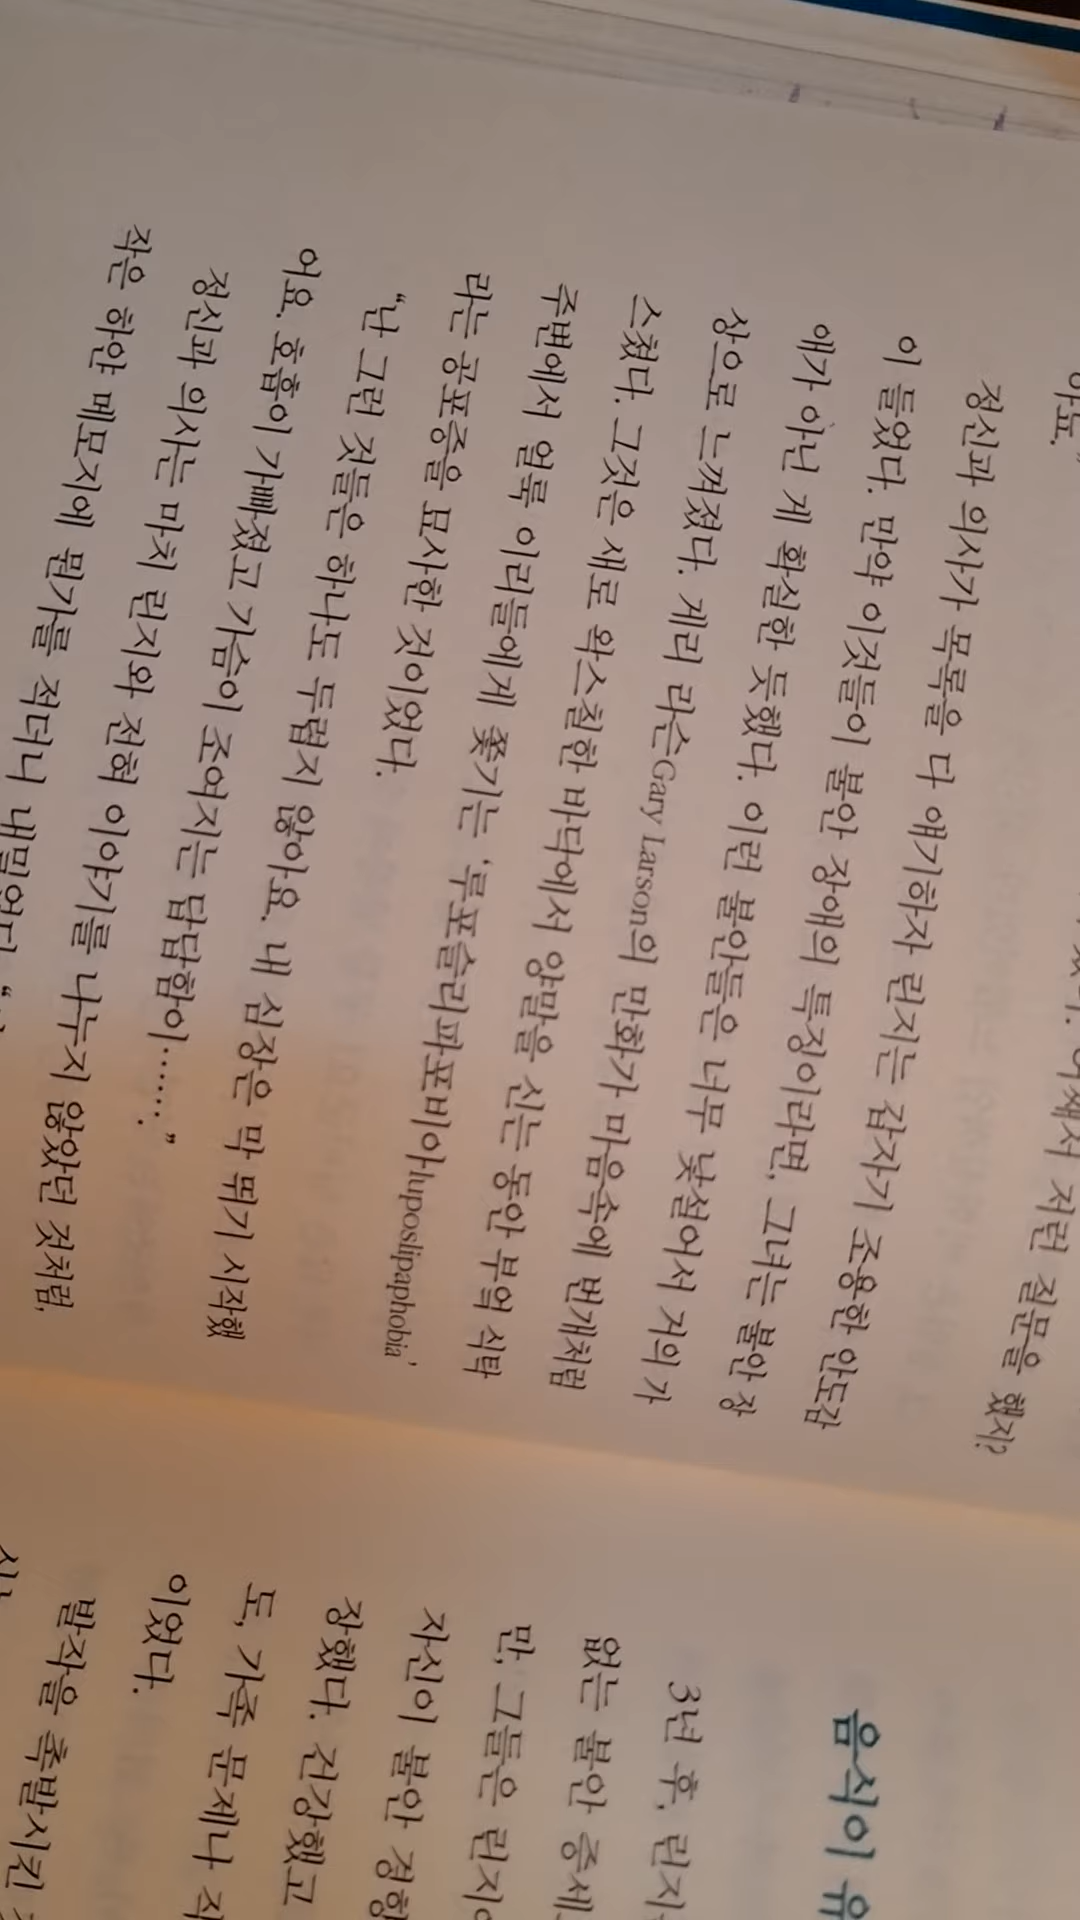 아요."
저런 질문을 했지?
정신과 의사가 목록을 다 얘기하자 린지는 갑자기 조용한 안도감
이 들었다. 만약 이것들이 불안 장애의 특징이라면, 그녀는 불안 장
애가 아닌 게 확실한 듯했다. 이런 불안들은 너무 낯설어서 거의 가
상으로 느껴졌다. 게리 라슨Gary Larson의 만화가 마음속에 번개처럼
스쳤다. 그것은 새로 왁스칠한 바닥에서 양말을 신는 동안 부엌 식탁
주변에서 얼룩 이리들에게 쫓기는 '루포슬리파포비아luposlipaphobia'
라는 공포증을 묘사한 것이었다.
"난 그런 것들은 하나도 두렵지 않아요. 내 심장은 막 뛰기 시작했
어요. 호흡이 가빠졌고 가슴이 조여지는 답답함이……."
정신과 의사는 마치 린지와 전혀 이야기를 나누지 않았던 것처럼,
작은 하얀 메모지에 뭔가를 적더니 내밀었다.
음식이
3년 후, 린지
없는 불안 증세
만, 그들은 린지
자신이 불안 경향
장했다. 건강했고
도, 가족 문제나
이었다.
발작을 촉발시킨